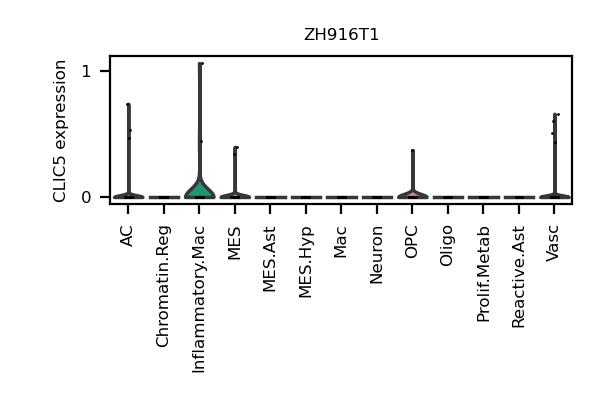 ZH916T1
CLIC5 expression
1
0
AC
Chromatin.Reg
Inflammatory.Mac
MES
MES.Ast
MES.Hyp
Mac
Neuron
OPC
Oligo
Prolif.Metab
Reactive.Ast
Vasc